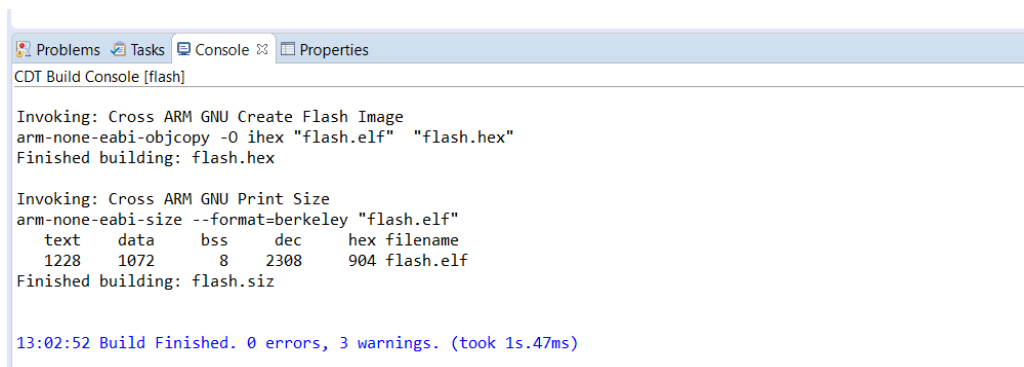 Problems Tasks Console Properties
CDT Build Console [flash]
Invoking: Cross ARM GNU Create Flash Image
arm-none-eabi-objcopy -O ihex "flash.elf"  "flash.hex"
Finished building: flash.hex
Invoking: Cross ARM GNU Print Size
arm-none-eabi-size --format=berkeley "flash.elf"
   text    data     bss     dec     hex filename
   1228    1072       8    2308     904 flash.elf
Finished building: flash.siz
13:02:52 Build Finished. 0 errors, 3 warnings. (took 1s.47ms)